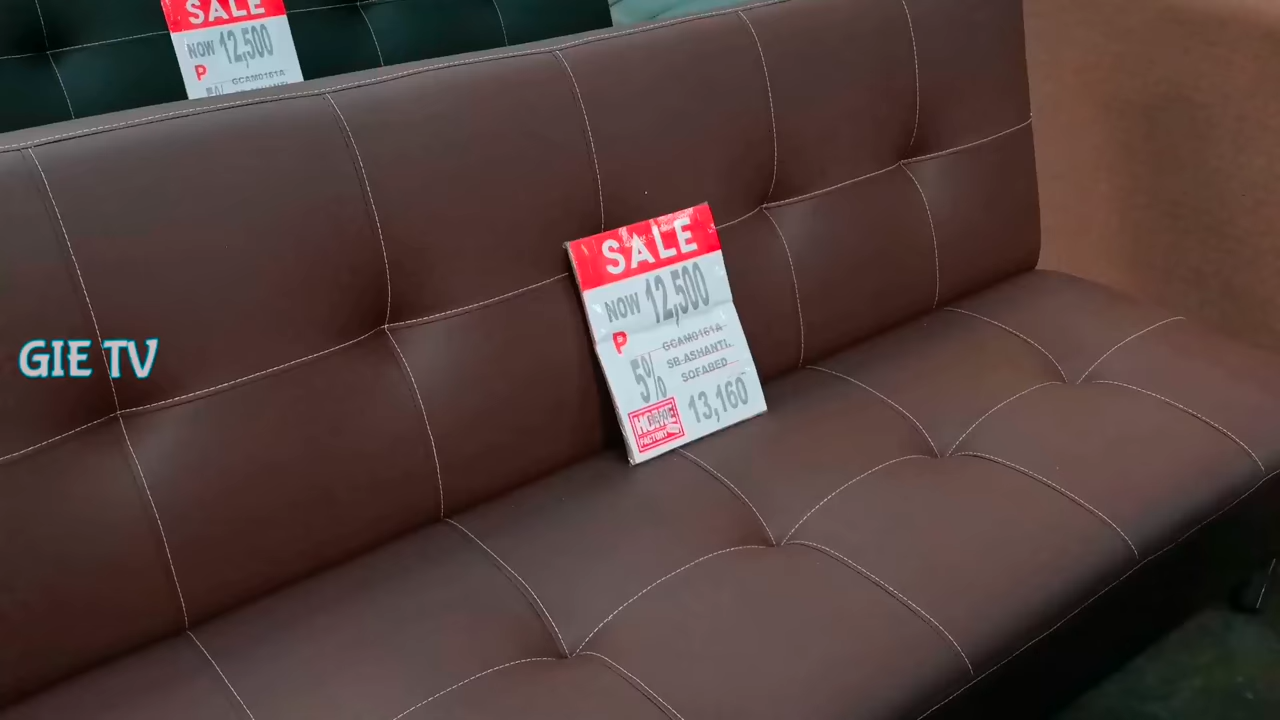 SALE
NOW 12,500
P
GCAM0161A
SALE
NOW 12,500
P
GCAM0161A
5%
SB-ASHANTI.
SOFABED
HOME
FACTORY
13,160
GIE TV